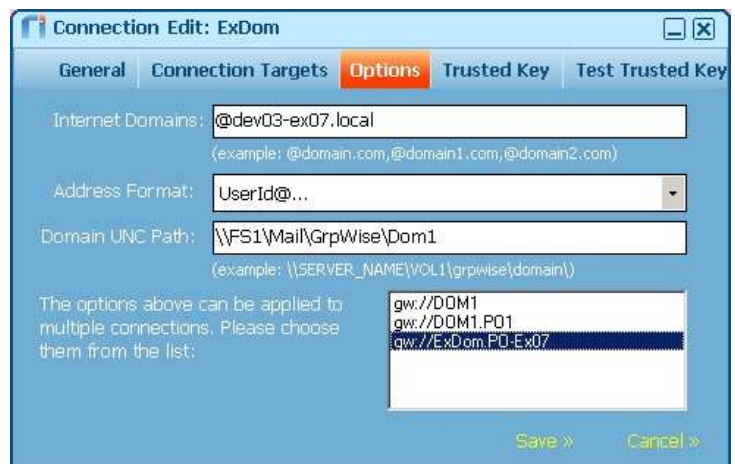 Connection Edit: ExDom
General Connection Targets Options Trusted Key Test Trusted Key
Internet Domains: @dev03-ex07.local
(example: @domain.com,@domain1.com,@domain2.com)
Address Format: UserId@...
Domain UNC Path: \\FS1\Mail\GrpWise\Dom1
(example: \\SERVER_NAME\VOL1\grpwise\domain\)
The options above can be applied to
multiple connections. Please choose
them from the list:
gw://DOM1
gw://DOM1.PO1
gw://ExDom.PO-Ex07
Save » Cancel »